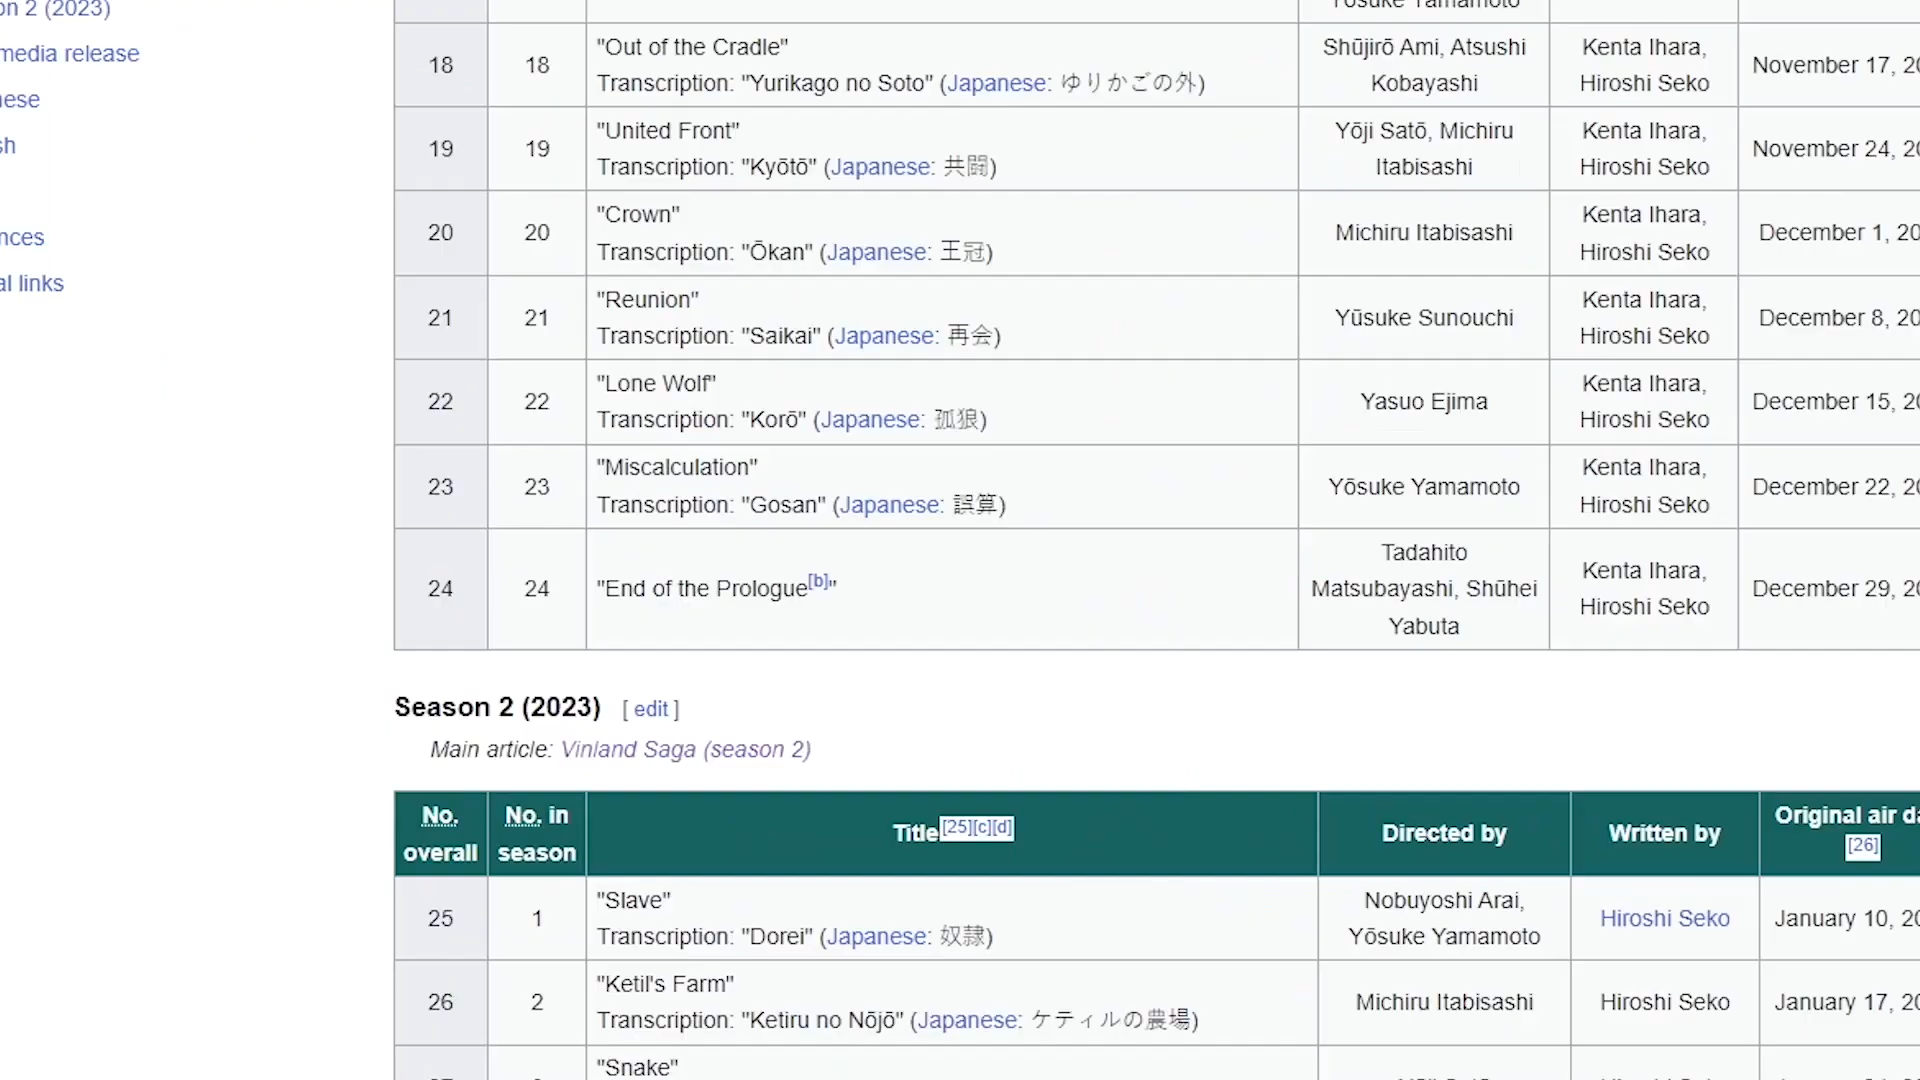 on 2 (2023)
media release
nese
sh
nces
al links
Yōsuke Yamamoto
18
18
"Out of the Cradle"
Transcription: "Yurikago no Soto" (Japanese: ゆりかごの外)
Shūjirō Ami, Atsushi
Kobayashi
Kenta Ihara,
Hiroshi Seko
November 17, 20
19
19
"United Front"
Transcription: "Kyōtō" (Japanese: 共闘)
Yōji Satō, Michiru
Itabisashi
Kenta Ihara,
Hiroshi Seko
November 24, 20
20
20
"Crown"
Transcription: "Ōkan" (Japanese: 王冠)
Michiru Itabisashi
Kenta Ihara,
Hiroshi Seko
December 1, 20
21
21
"Reunion"
Transcription: "Saikai" (Japanese: 再会)
Yūsuke Sunouchi
Kenta Ihara,
Hiroshi Seko
December 8, 20
22
22
"Lone Wolf"
Transcription: "Korō" (Japanese: 孤狼)
Yasuo Ejima
Kenta Ihara,
Hiroshi Seko
December 15, 20
23
23
"Miscalculation"
Transcription: "Gosan" (Japanese: 誤算)
Yōsuke Yamamoto
Kenta Ihara,
Hiroshi Seko
December 22, 20
24
24
"End of the Prologue[b]"
Tadahito
Matsubayashi, Shūhei
Yabuta
Kenta Ihara,
Hiroshi Seko
December 29, 20
Season 2 (2023) [ edit ]
Main article: Vinland Saga (season 2)
No.
overall
No. in
season
Title[25][c][d]
Directed by
Written by
Original air da
[26]
25
1
"Slave"
Transcription: "Dorei" (Japanese: 奴隷)
Nobuyoshi Arai,
Yōsuke Yamamoto
Hiroshi Seko
January 10, 20
26
2
"Ketil's Farm"
Transcription: "Ketiru no Nōjō" (Japanese: ケティルの農場)
Michiru Itabisashi
Hiroshi Seko
January 17, 20
"Snake"